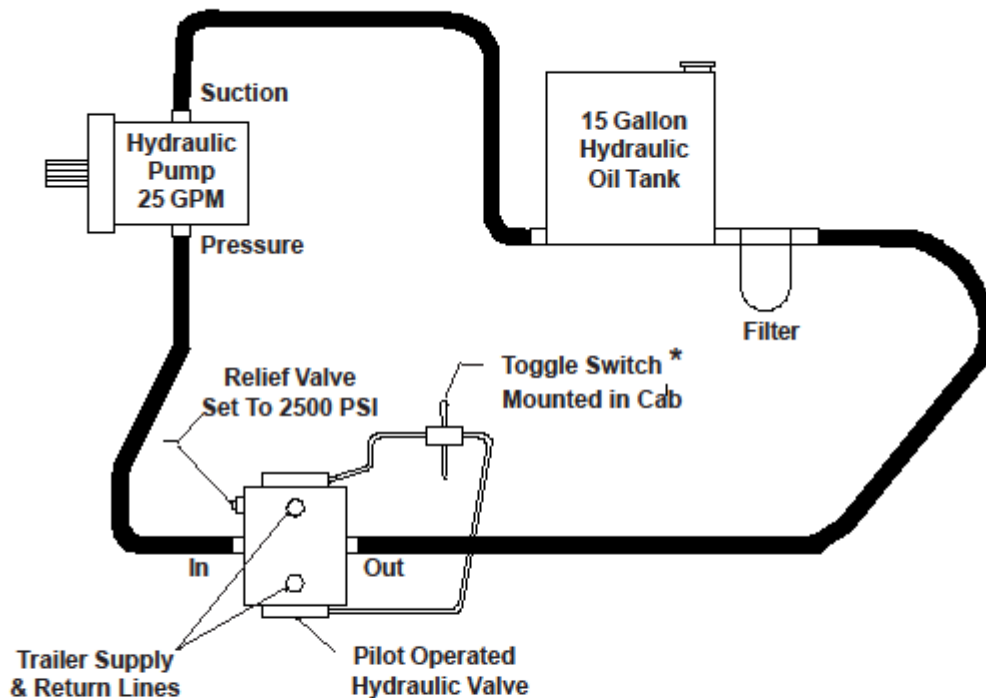 Suction
Hydraulic
Pump
25 GPM
Pressure
15 Gallon
Hydraulic
Oil Tank
Filter
Relief Valve
Set To 2500 PSI
Toggle Switch *
Mounted in Cab
In
Out
Trailer Supply
& Return Lines
Pilot Operated
Hydraulic Valve